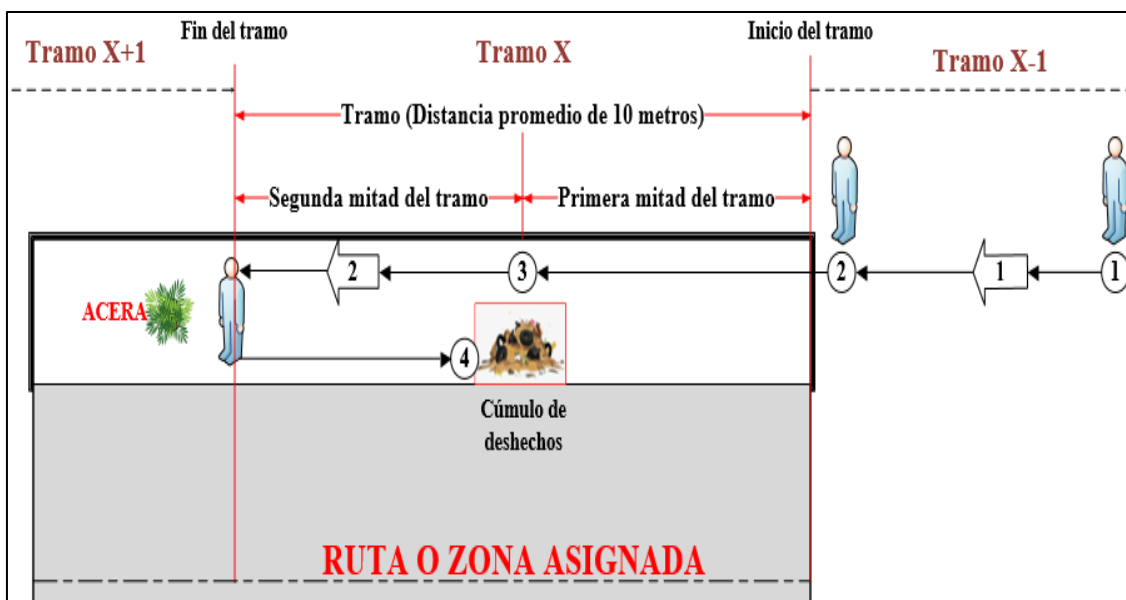 Fin del tramo
Inicio del tramo
Tramo X+1
Tramo X
Tramo X-1
Tramo (Distancia promedio de 10 metros)
Segunda mitad del tramo
Primera mitad del tramo
2
3
2
1
1
ACERA
4
Cúmulo de
deshechos
RUTA O ZONA ASIGNADA